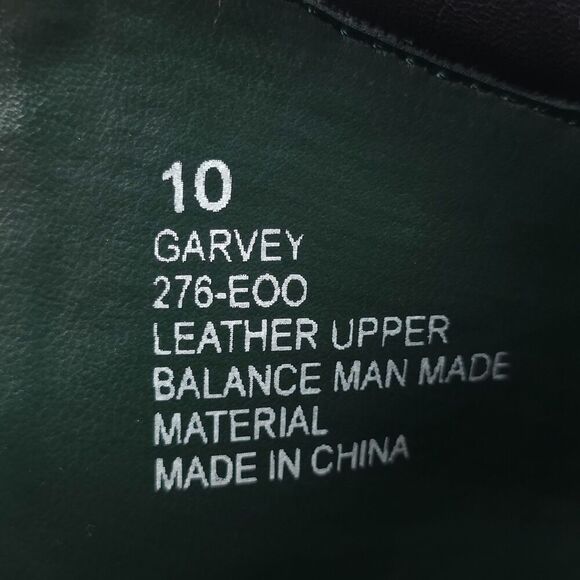 10
GARVEY
276-EOO
LEATHER UPPER
BALANCE MAN MADE
MATERIAL
MADE IN CHINA